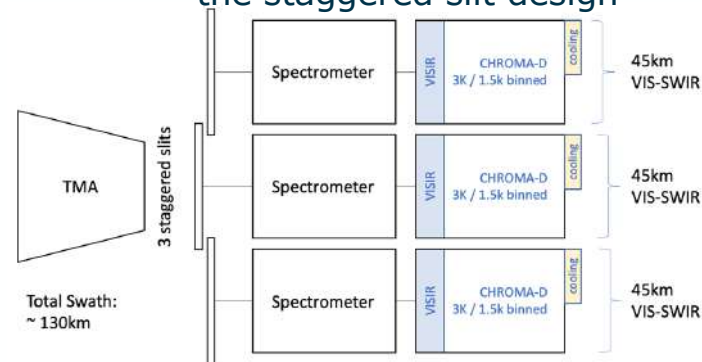 the staggered slit design
TMA
3 staggered slits
Total Swath:
~ 130km
Spectrometer
VISIR
CHROMA-D
3K / 1.5k binned
cooling
45km
VIS-SWIR
Spectrometer
VISIR
CHROMA-D
3K / 1.5k binned
cooling
45km
VIS-SWIR
Spectrometer
VISIR
CHROMA-D
3K / 1.5k binned
cooling
45km
VIS-SWIR